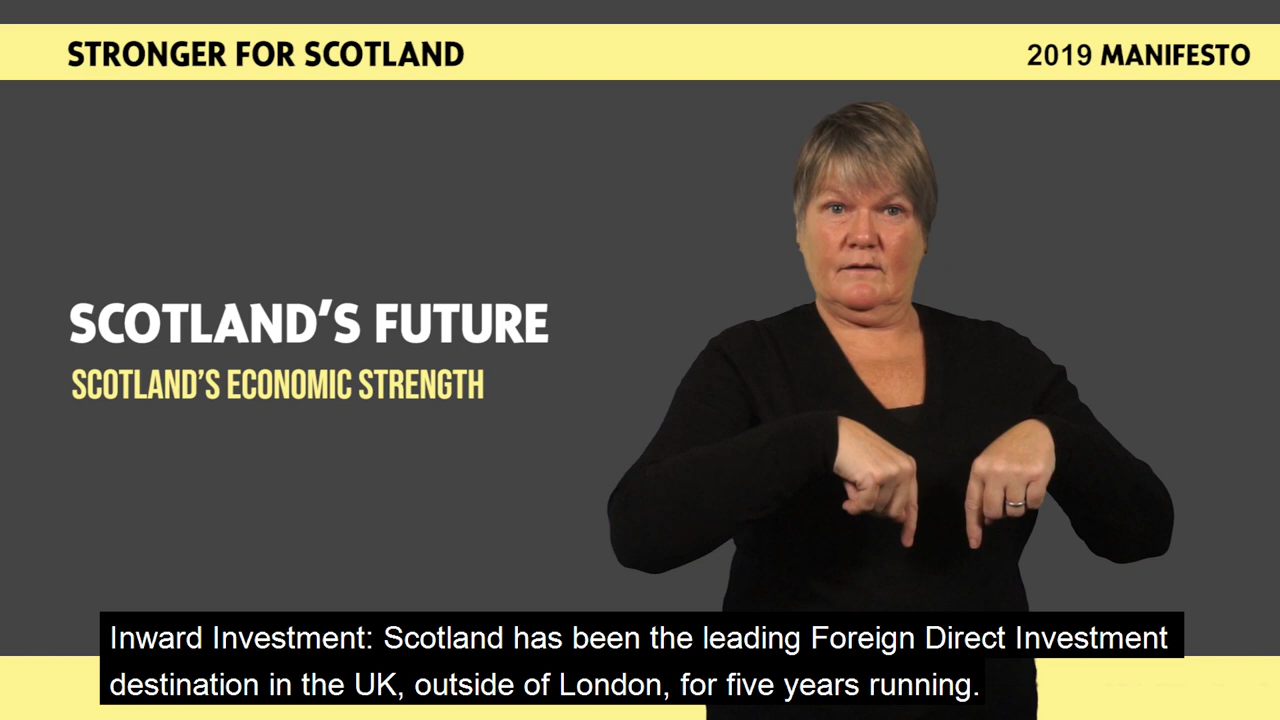 STRONGER FOR SCOTLAND
2019 MANIFESTO
SCOTLAND'S FUTURE
SCOTLAND'S ECONOMIC STRENGTH
Inward Investment: Scotland has been the leading Foreign Direct Investment
destination in the UK, outside of London, for five years running.